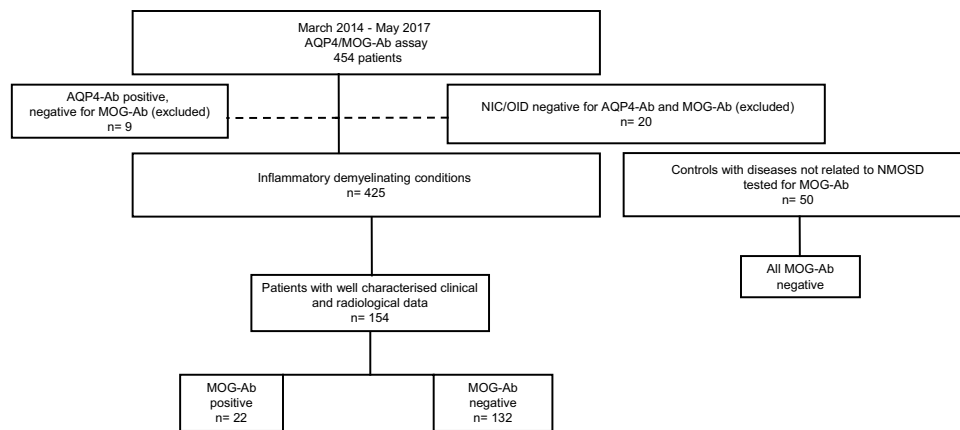 March 2014 - May 2017
AQP4/MOG-Ab assay
454 patients
AQP4-Ab positive,
negative for MOG-Ab (excluded)
n= 9
NIC/OID negative for AQP4-Ab and MOG-Ab (excluded)
n= 20
Inflammatory demyelinating conditions
n= 425
Controls with diseases not related to NMOSD
tested for MOG-Ab
n= 50
All MOG-Ab
negative
Patients with well characterised clinical
and radiological data
n= 154
MOG-Ab
positive
n= 22
MOG-Ab
negative
n= 132